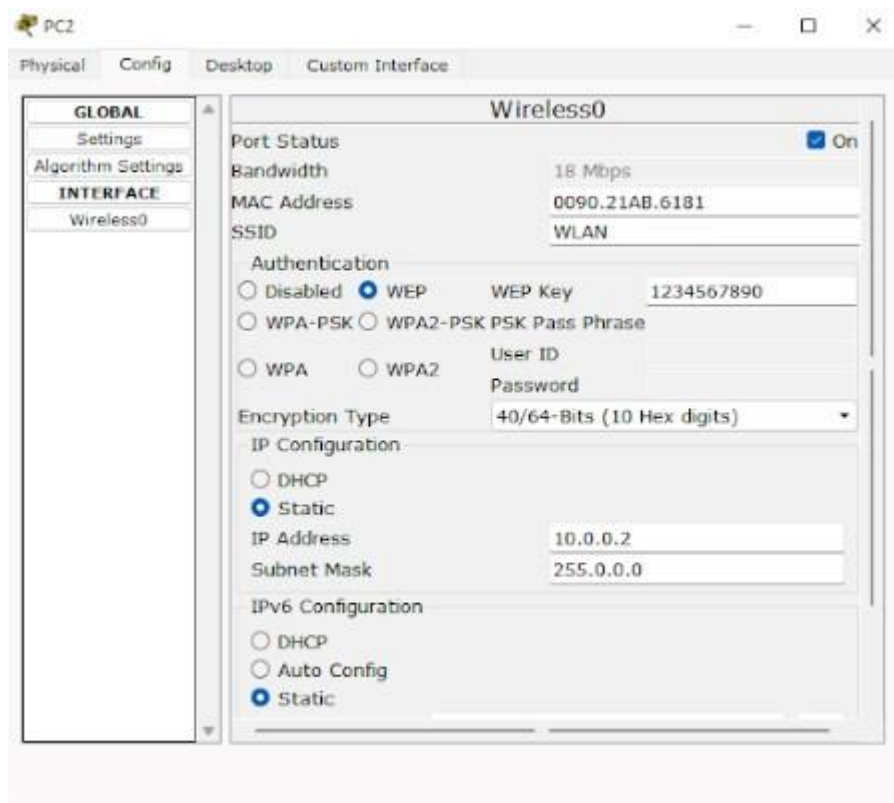 PC2
Physical Config Desktop Custom Interface
GLOBAL
Settings
Algorithm Settings
INTERFACE
Wireless0
Wireless0
Port Status On
Bandwidth 18 Mbps
MAC Address 0090.21AB.6181
SSID WLAN
Authentication
Disabled WEP WEP Key 1234567890
WPA-PSK WPA2-PSK PSK Pass Phrase
WPA WPA2 User ID
Password
Encryption Type 40/64-Bits (10 Hex digits)
IP Configuration
DHCP
Static
IP Address 10.0.0.2
Subnet Mask 255.0.0.0
IPv6 Configuration
DHCP
Auto Config
Static